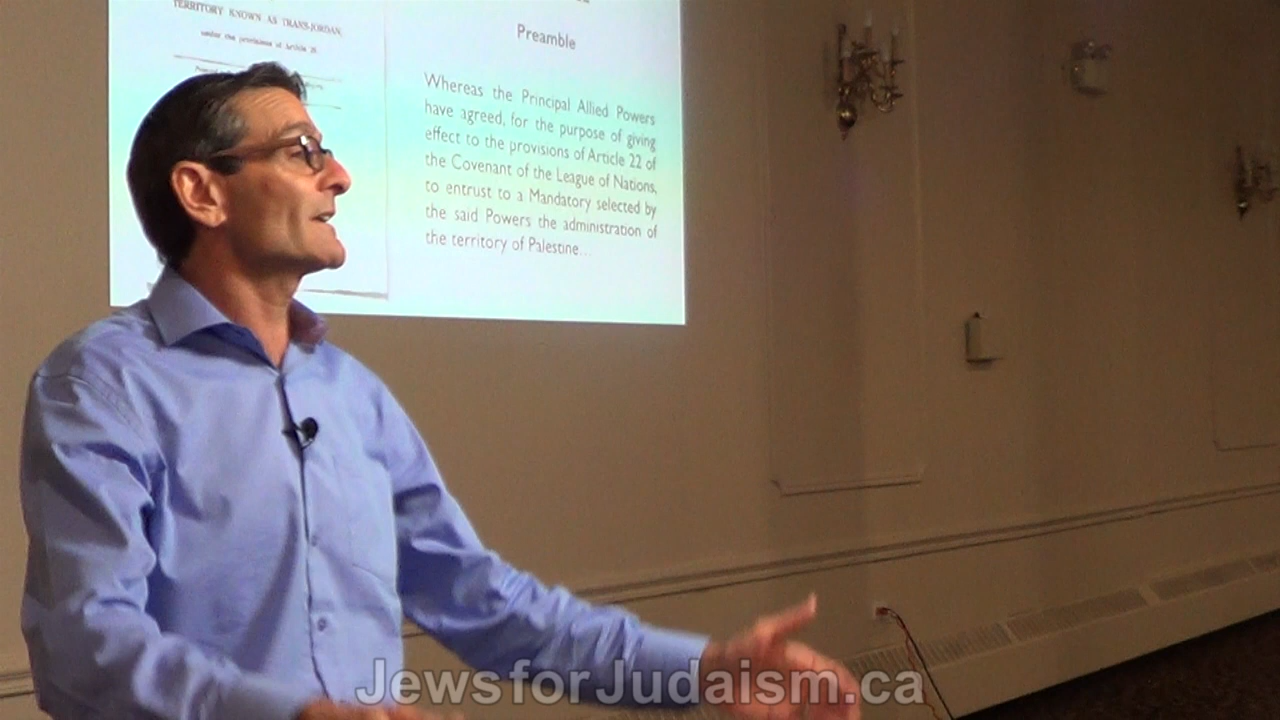 TERRITORY KNOWN AS TRANS-JORDAN,
under the provisions of Article 25.
Preamble
Whereas the Principal Allied Powers
have agreed, for the purpose of giving
effect to the provisions of Article 22 of
the Covenant of the League of Nations,
to entrust to a Mandatory selected by
the said Powers the administration of
the territory of Palestine...
JewsforJudaism.ca